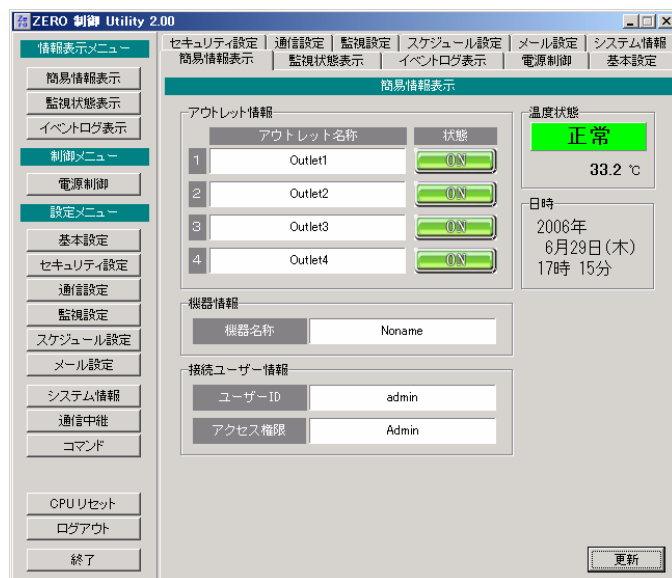 ZERO 制御 Utility 2.00
情報表示メニュー
簡易情報表示
監視状態表示
イベントログ表示
制御メニュー
電源制御
設定メニュー
基本設定
セキュリティ設定
通信設定
監視設定
スケジュール設定
メール設定
システム情報
通信中継
コマンド
CPUリセット
ログアウト
終了
セキュリティ設定 通信設定 監視設定 スケジュール設定 メール設定 システム情報
簡易情報表示 監視状態表示 イベントログ表示 電源制御 基本設定
簡易情報表示
アウトレット情報
アウトレット名称 状態
1 Outlet1 ON
2 Outlet2 ON
3 Outlet3 ON
4 Outlet4 ON
機器情報
機器名称 Noname
接続ユーザー情報
ユーザーID admin
アクセス権限 Admin
温度状態
正常
33.2 ℃
日時
2006年
6月29日(木)
17時 15分
更新